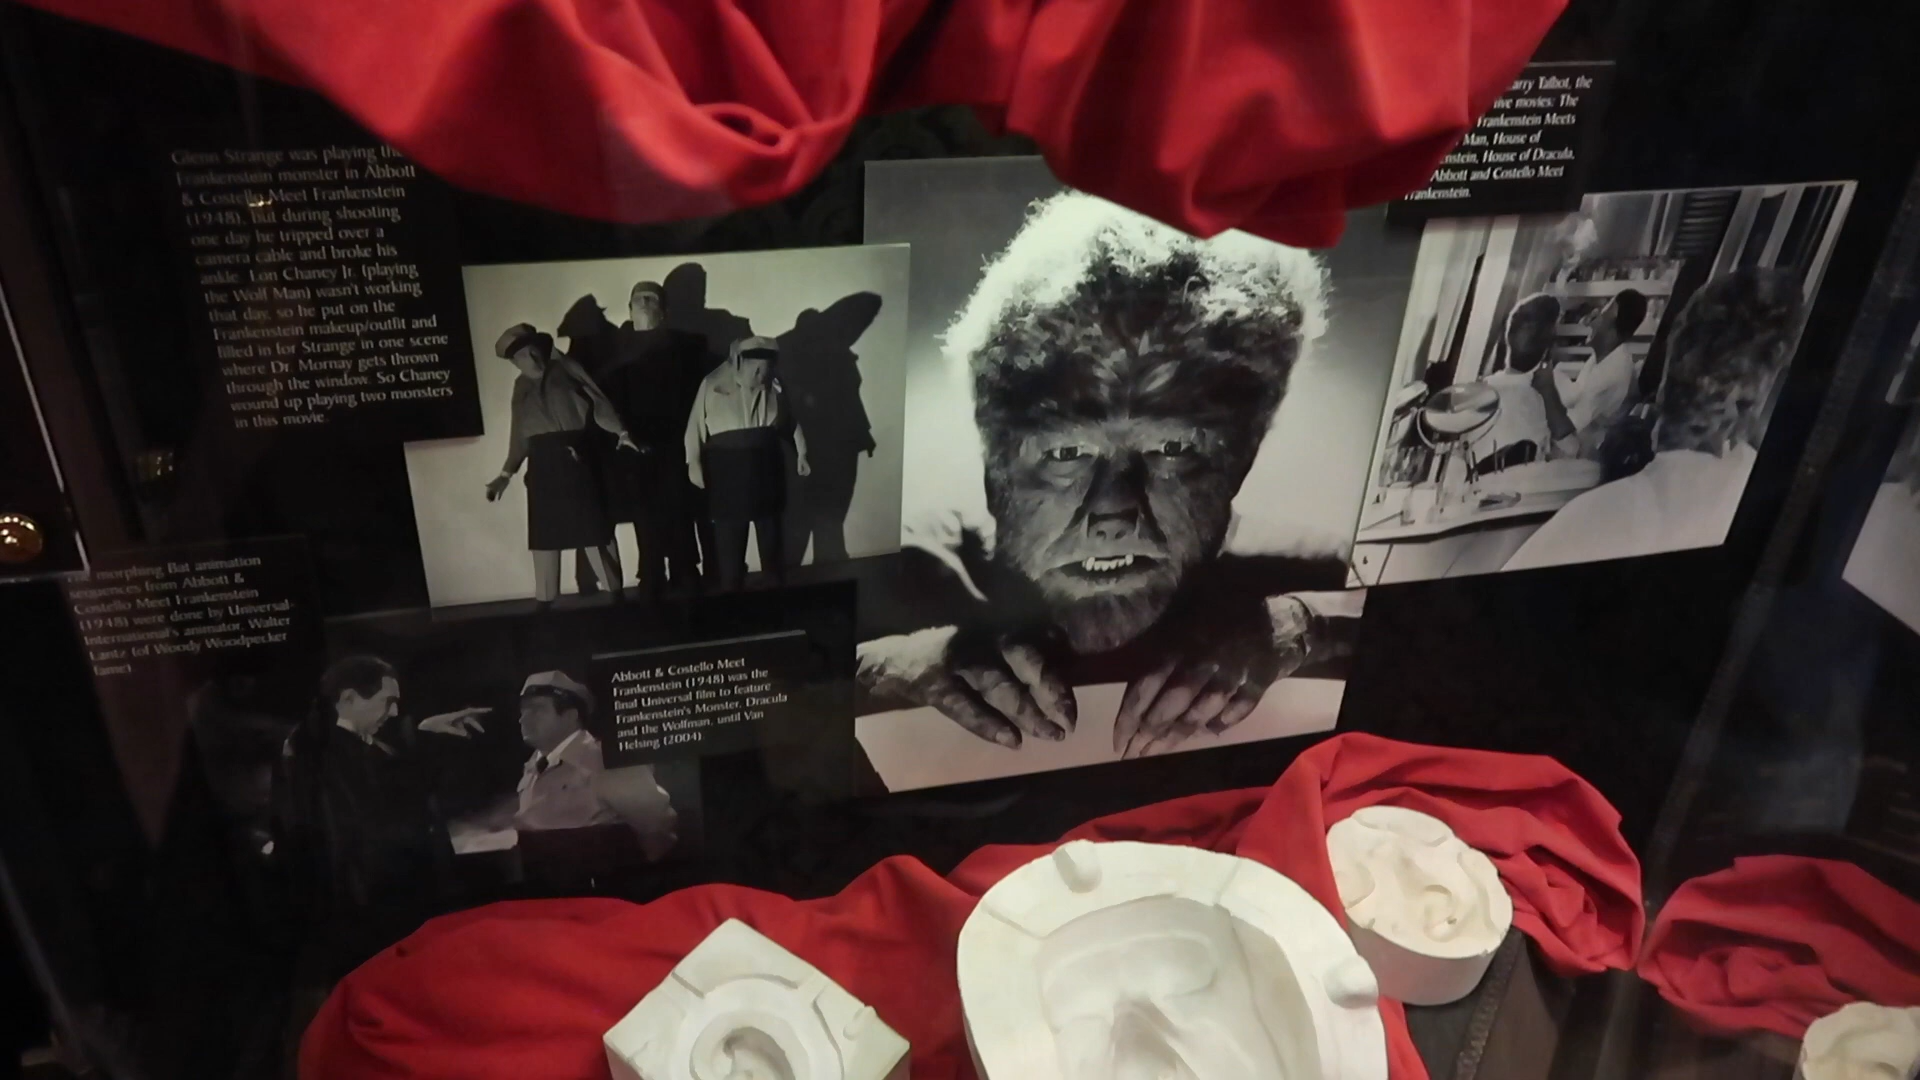 Glenn Strange was playing the
Frankenstein monster in Abbott
& Costello Meet Frankenstein
(1948), but during shooting
one day he tripped over a
camera cable and broke his
ankle. Lon Chaney Jr. (playing
the Wolf Man) wasn't working
that day, so he put on the
Frankenstein makeup/outfit and
filled in for Strange in one scene
where Dr. Mornay gets thrown
through the window. So Chaney
wound up playing two monsters
in this movie.
morphing Bat animation
sequences from Abbott &
Costello Meet Frankenstein
(1948) were done by Universal-
International's animator, Walter
Lantz (of Woody Woodpecker
fame)
Abbott & Costello Meet
Frankenstein (1948) was the
final Universal film to feature
Frankenstein's Monster, Dracula
and the Wolfman, until Van
Helsing (2004)
arry Talbot, the
five movies: The
Frankenstein Meets
Man, House of
nstein, House of Dracula,
Abbott and Costello Meet
Frankenstein.